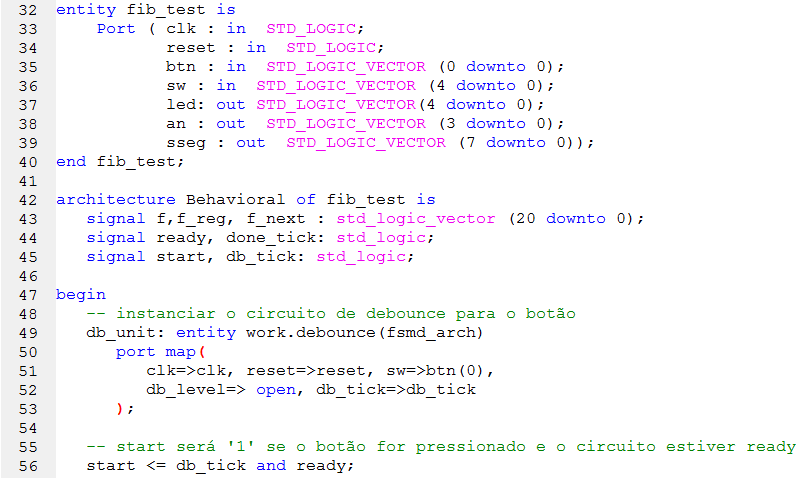 32 entity fib_test is
33     Port ( clk : in  STD_LOGIC;
34            reset : in  STD_LOGIC;
35            btn : in  STD_LOGIC_VECTOR (0 downto 0);
36            sw : in  STD_LOGIC_VECTOR (4 downto 0);
37            led: out STD_LOGIC_VECTOR(4 downto 0);
38            an : out  STD_LOGIC_VECTOR (3 downto 0);
39            sseg : out  STD_LOGIC_VECTOR (7 downto 0));
40 end fib_test;
41
42 architecture Behavioral of fib_test is
43    signal f,f_reg, f_next : std_logic_vector (20 downto 0);
44    signal ready, done_tick: std_logic;
45    signal start, db_tick: std_logic;
46
47 begin
48    -- instanciar o circuito de debounce para o botão
49    db_unit: entity work.debounce(fsmd_arch)
50       port map(
51          clk=>clk, reset=>reset, sw=>btn(0),
52          db_level=> open, db_tick=>db_tick
53       );
54
55    -- start será '1' se o botão for pressionado e o circuito estiver ready
56    start <= db_tick and ready;